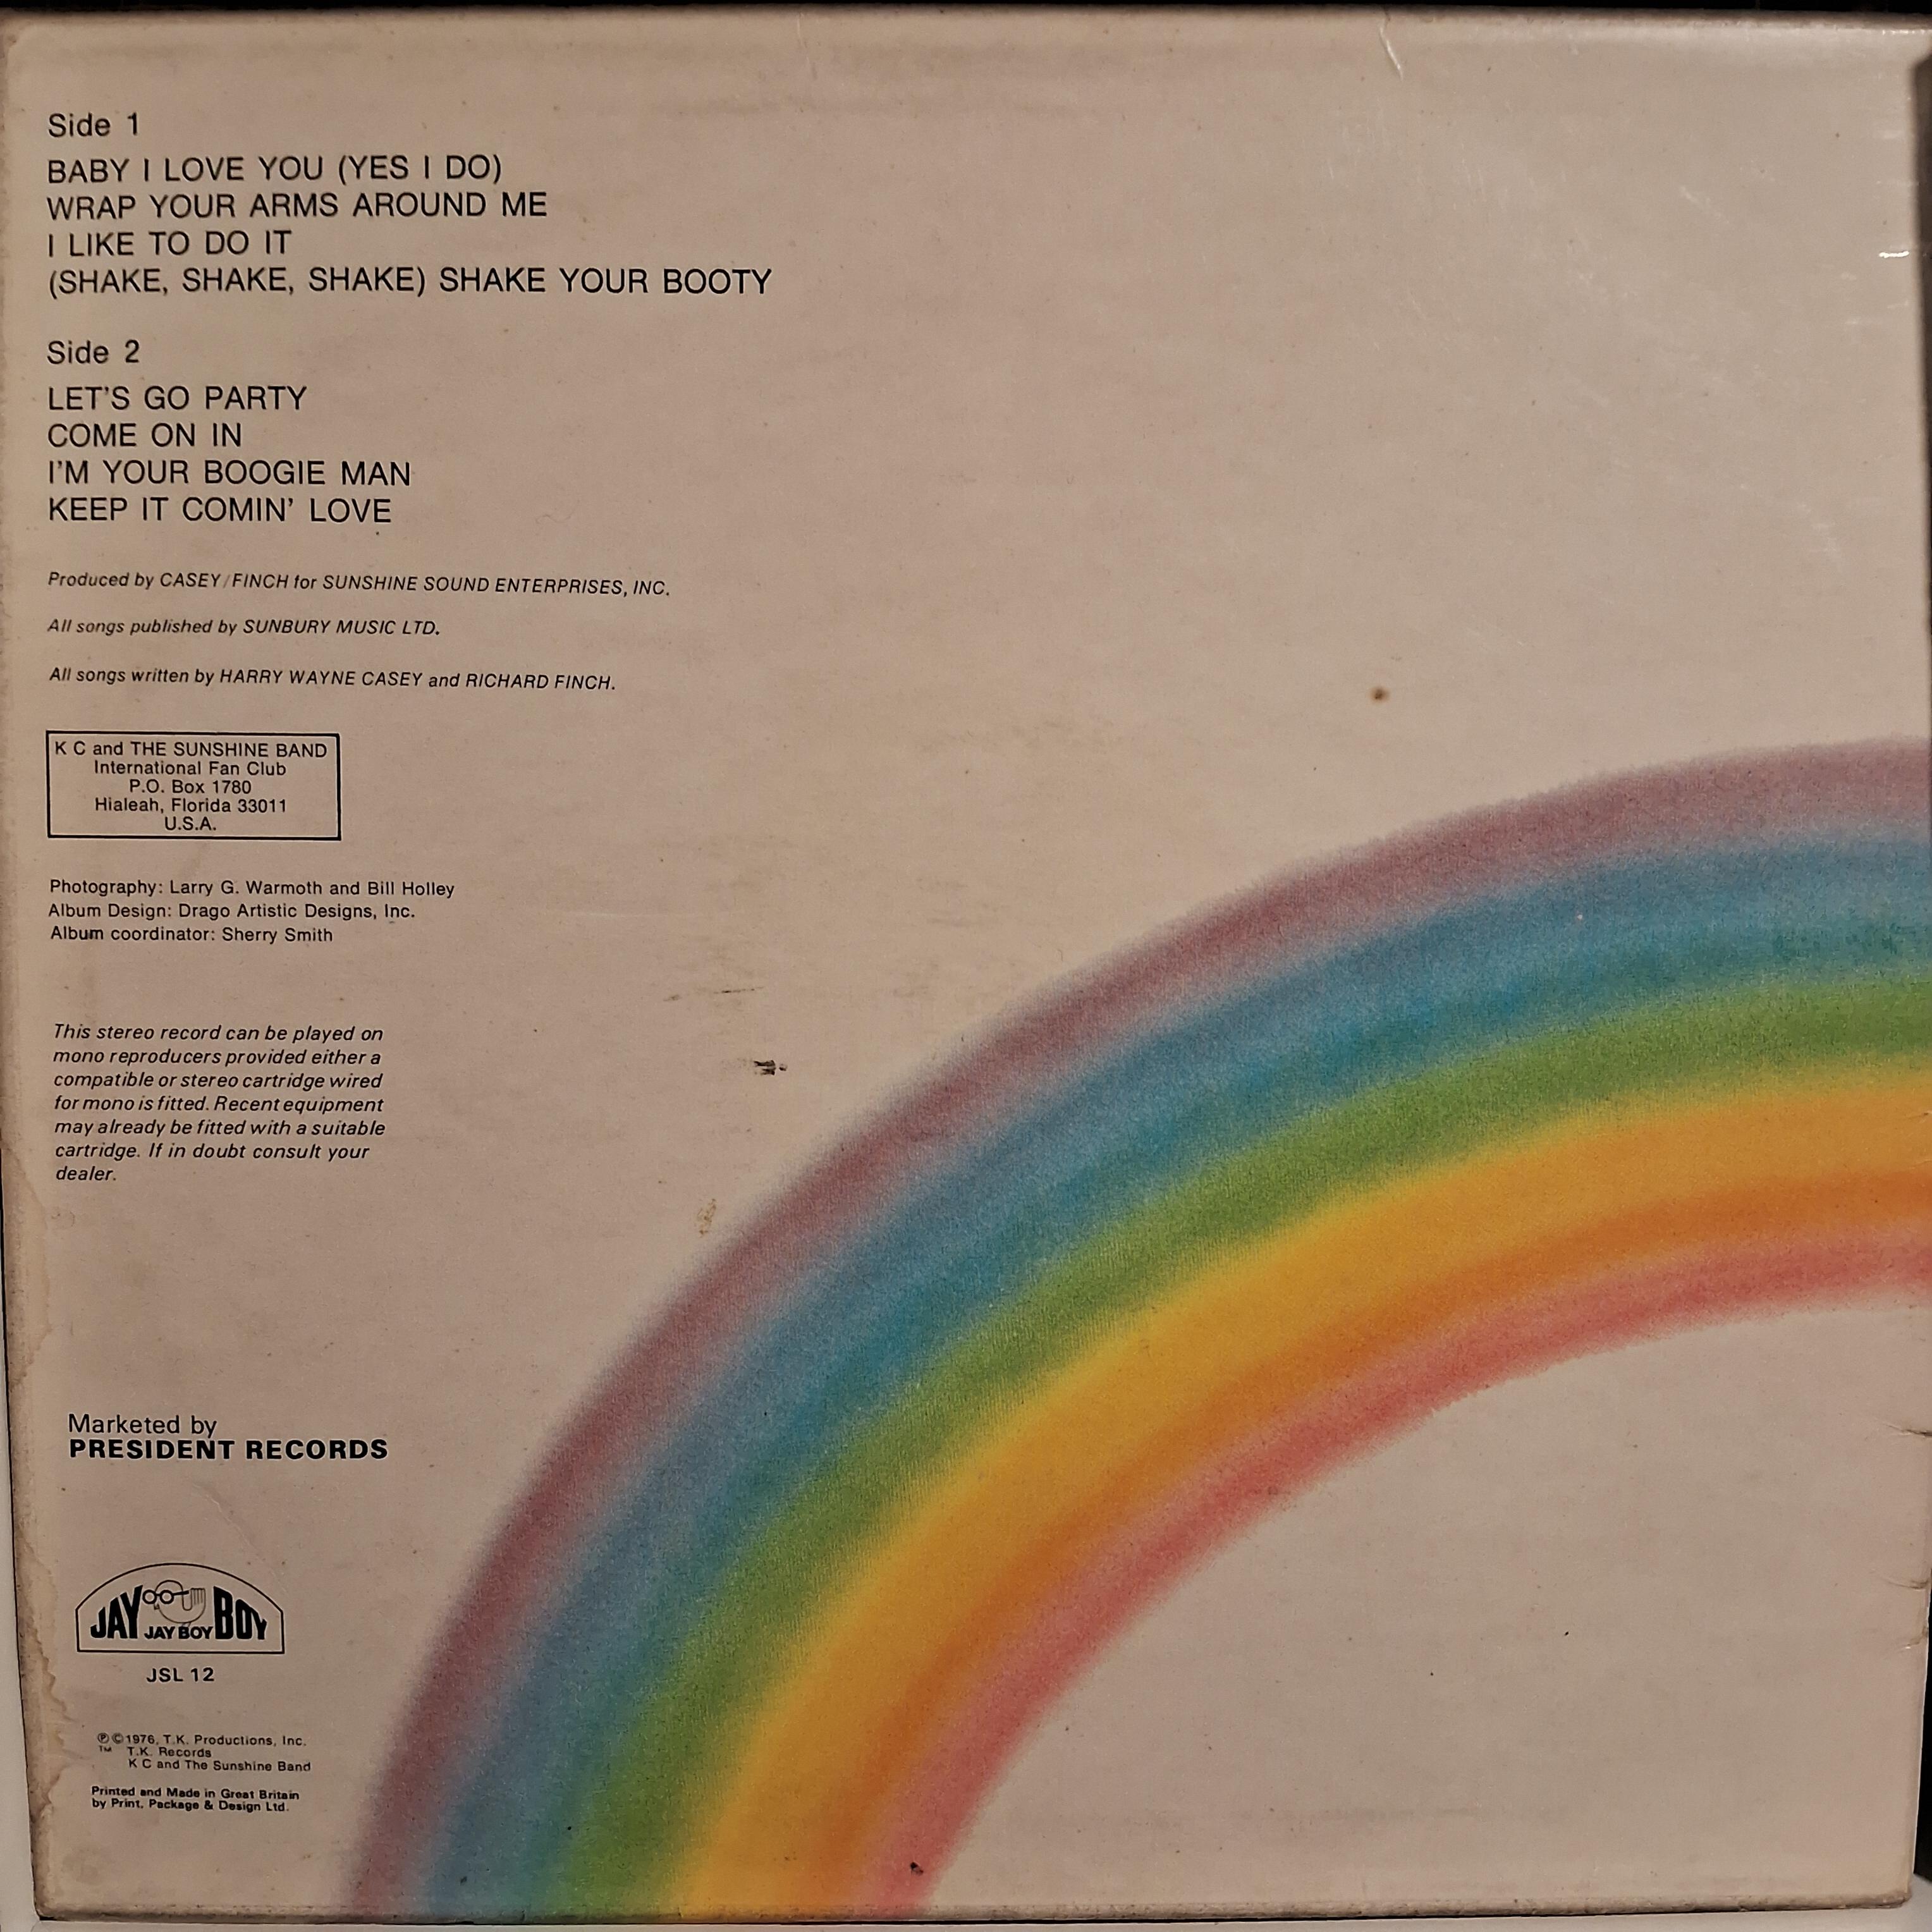 Side 1
BABY I LOVE YOU (YES I DO)
WRAP YOUR ARMS AROUND ME
I LIKE TO DO IT
(SHAKE, SHAKE, SHAKE) SHAKE YOUR BOOTY
Side 2
LET'S GO PARTY
COME ON IN
I'M YOUR BOOGIE MAN
KEEP IT COMIN' LOVE
Produced by CASEY/FINCH for SUNSHINE SOUND ENTERPRISES, INC.
All songs published by SUNBURY MUSIC LTD.
All songs written by HARRY WAYNE CASEY and RICHARD FINCH.
K C and THE SUNSHINE BAND
International Fan Club
P.O. Box 1780
Hialeah, Florida 33011
U.S.A.
Photography: Larry G. Warmoth and Bill Holley
Album Design: Drago Artistic Designs, Inc.
Album coordinator: Sherry Smith
This stereo record can be played on
mono reproducers provided either a
compatible or stereo cartridge wired
for mono is fitted. Recent equipment
may already be fitted with a suitable
cartridge. If in doubt consult your
dealer.
Marketed by
PRESIDENT RECORDS
JAY BOY
JAY BOY
JSL 12
℗©1976, T.K. Productions, Inc.
TM T.K. Records
K C and The Sunshine Band
Printed and Made in Great Britain
by Print, Package & Design Ltd.